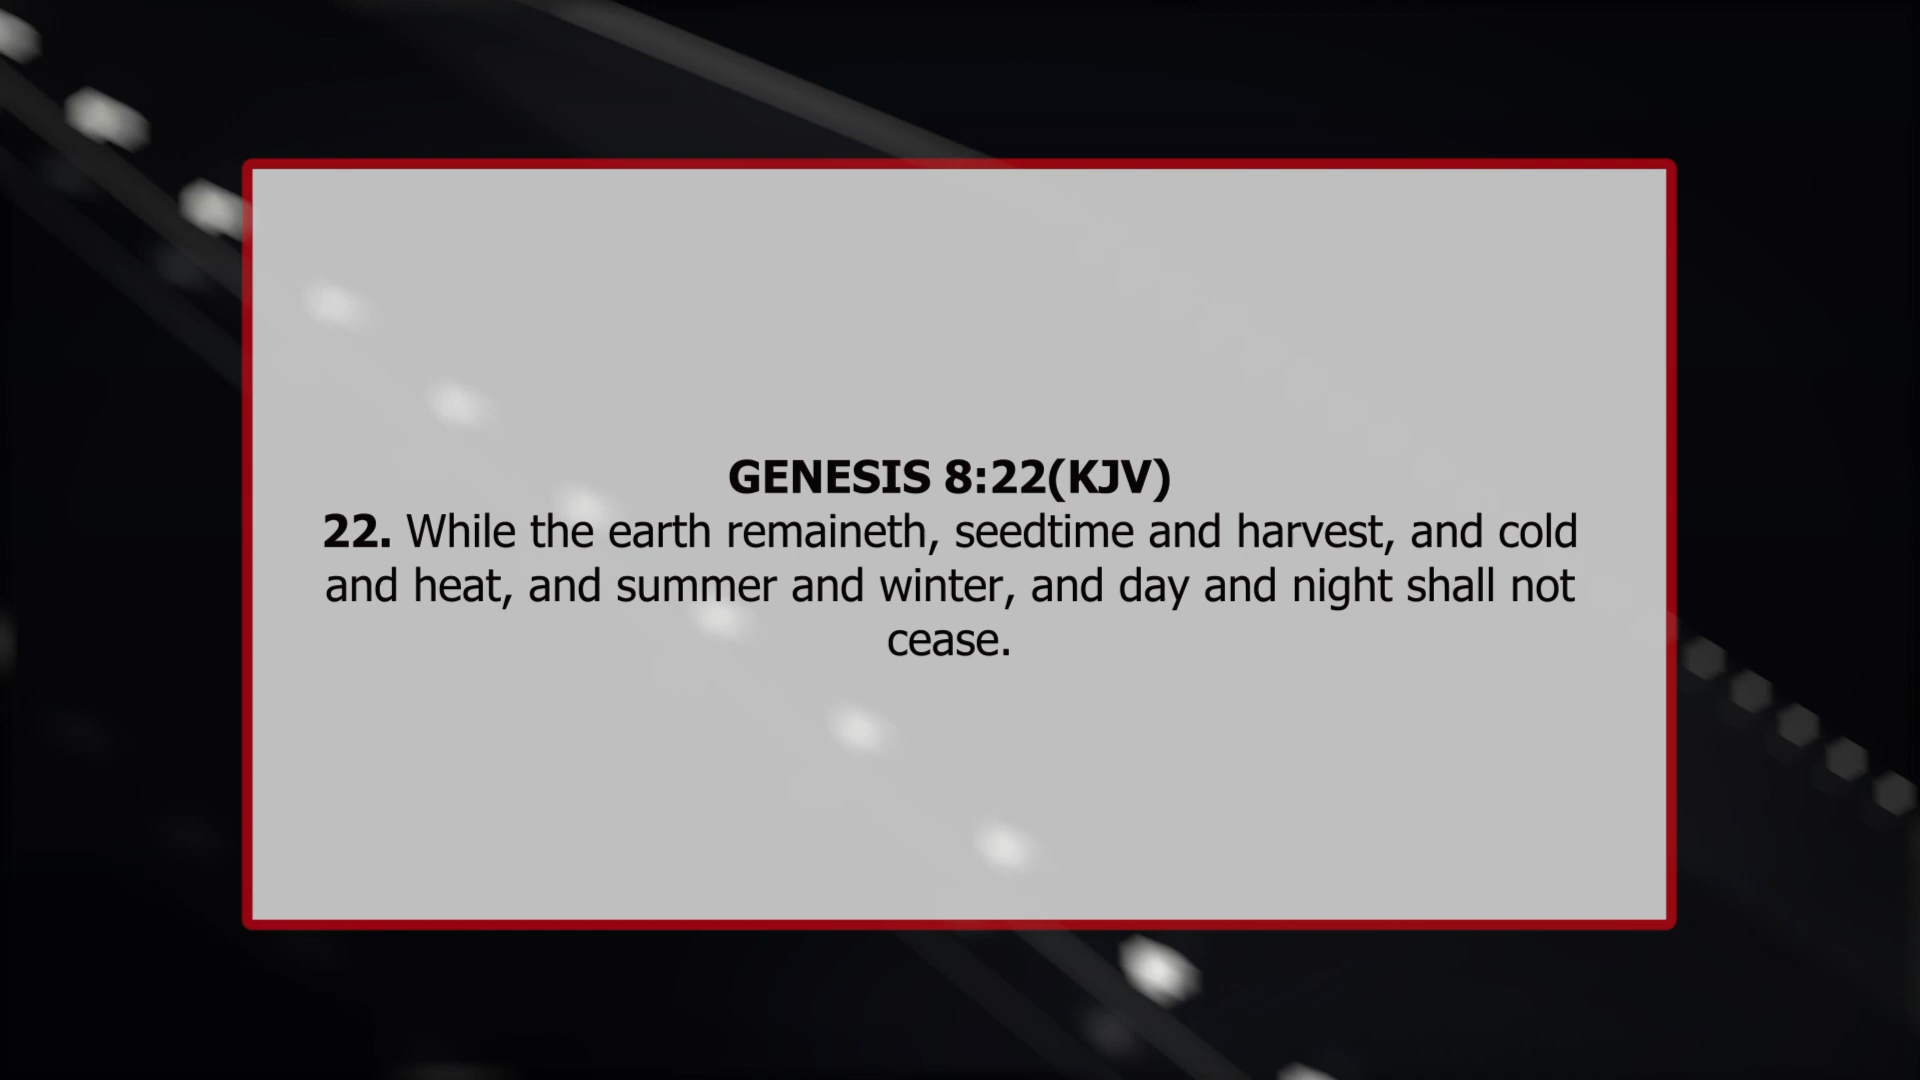 GENESIS 8:22(KJV)
22. While the earth remaineth, seedtime and harvest, and cold
and heat, and summer and winter, and day and night shall not
cease.